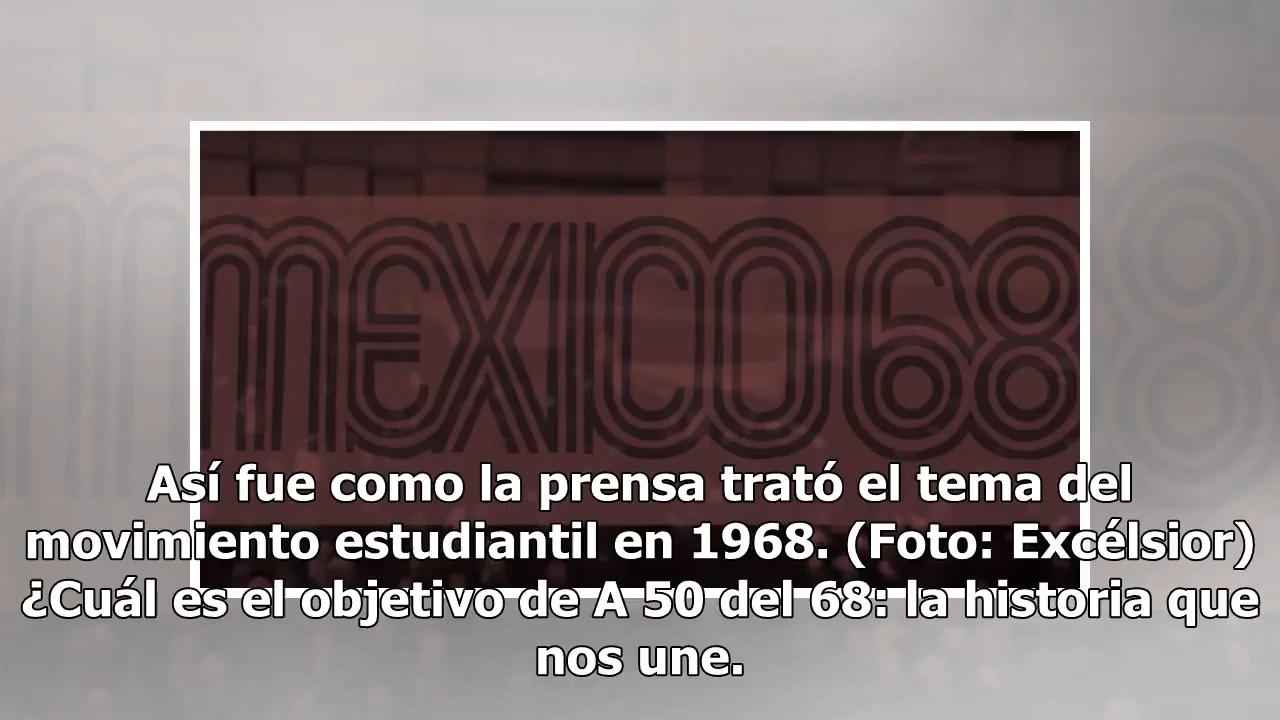 MEXICO 68
Así fue como la prensa trató el tema del
movimiento estudiantil en 1968. (Foto: Excélsior)
¿Cuál es el objetivo de A 50 del 68: la historia que
nos une.